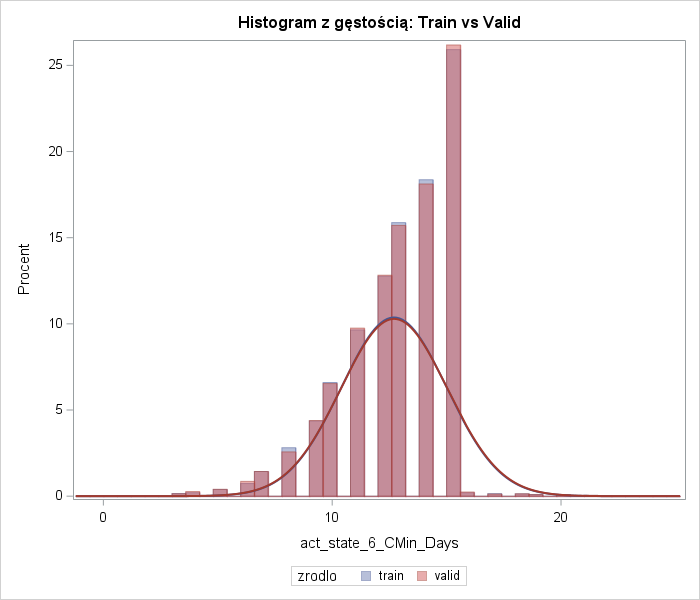 Histogram z gęstością: Train vs Valid
25
20
15
10
5
0
Procent
0 10 20
act_state_6_CMin_Days
zrodlo train valid